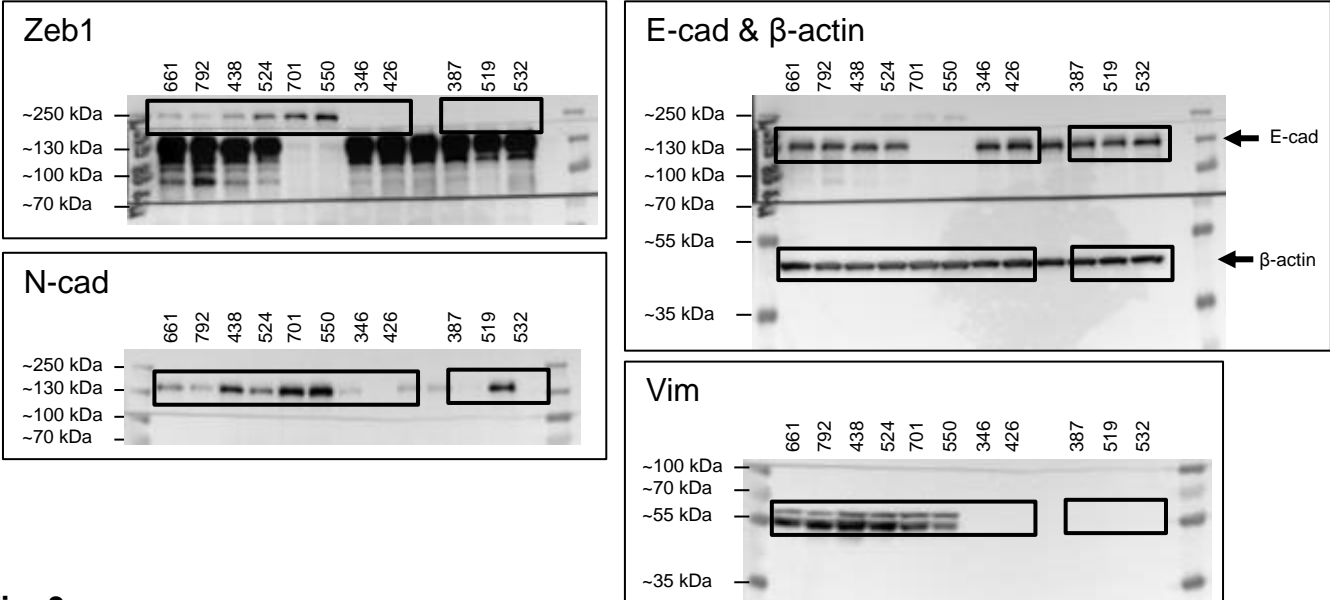 Zeb1
661 792 438 524 701 550 346 426 387 519 532
~250 kDa
~130 kDa
~100 kDa
~70 kDa
N-cad
661 792 438 524 701 550 346 426 387 519 532
~250 kDa
~130 kDa
~100 kDa
~70 kDa
E-cad & β-actin
661 792 438 524 701 550 346 426 387 519 532
~250 kDa
~130 kDa
~100 kDa
~70 kDa
~55 kDa
~35 kDa
E-cad
β-actin
Vim
661 792 438 524 701 550 346 426 387 519 532
~100 kDa
~70 kDa
~55 kDa
~35 kDa